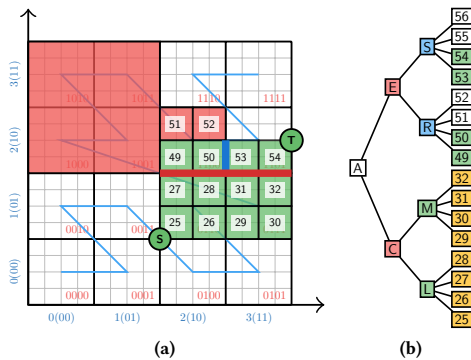 3(11)
2(10)
1(01)
0(00)
1010 1011 1110 1111
51 52
T
49 50 53 54
1000 1001
27 28 31 32
25 26 29 30
0010 0011
S
0000 0001 0100 0101
0(00) 1(01) 2(10) 3(11)
(a)
56
S 55
54
E 53
52
R 51
50
49
A
32
M 31
30
29
C
28
L 27
26
25
(b)